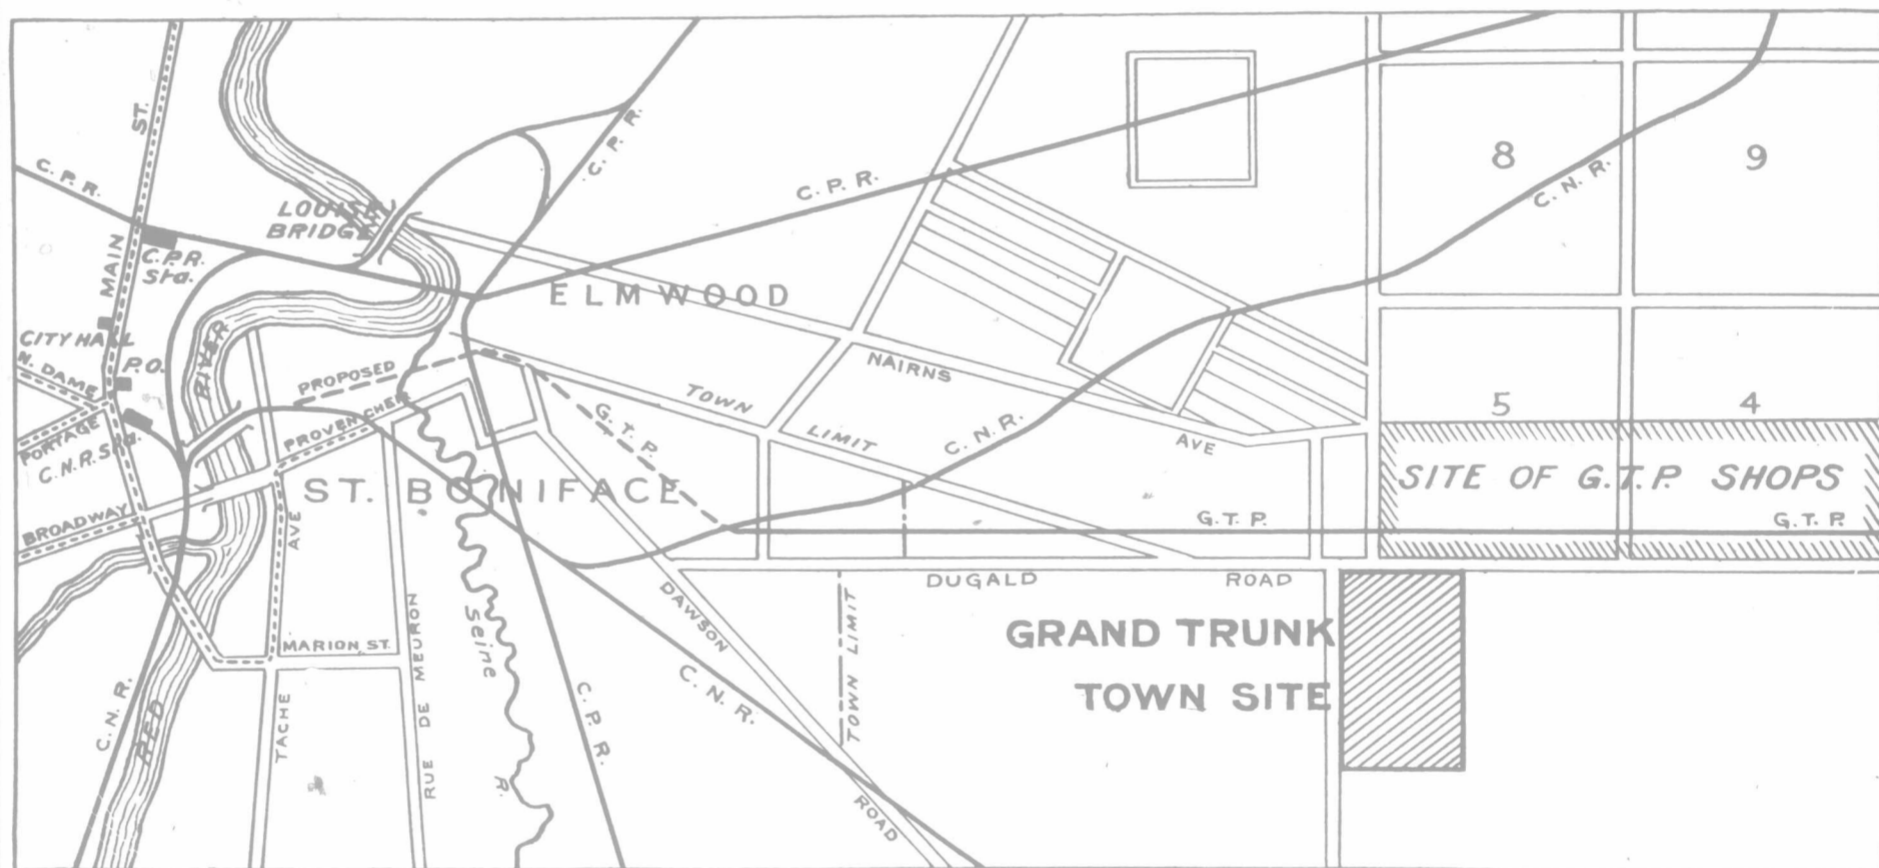 ST.
MAIN
C. P. R.
C. P. R.
Sta.
CITY HALL
P.O.
N. DAME
PORTAGE
C. N. R. Sta.
BROADWAY
LOUISE
BRIDGE
RIVER
RED
C. N. R.
PROPOSED
PROVENCHER
AVE
TACHE
MARION ST.
RUE DE MEURON
Seine
R.
ST. BONIFACE
C. P. R.
C. P. R.
ELMWOOD
C. P. R.
NAIRNS
AVE
TOWN
LIMIT
G. T. P.
C. N. R.
C. N. R.
DAWSON
ROAD
C. N. R.
TOWN LIMIT
DUGALD ROAD
G. T. P.
8
9
5
4
SITE OF G.T.P. SHOPS
G. T. P.
GRAND TRUNK
TOWN SITE